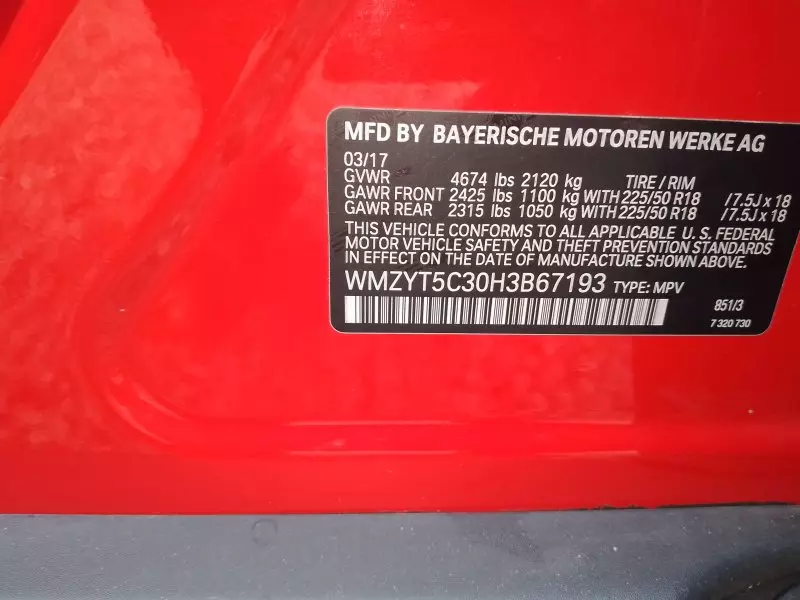 MFD BY BAYERISCHE MOTOREN WERKE AG
03/17
GVWR 4674 lbs 2120 kg TIRE / RIM
GAWR FRONT 2425 lbs 1100 kg WITH 225/50 R18 /7.5J x 18
GAWR REAR 2315 lbs 1050 kg WITH 225/50 R18 /7.5J x 18
THIS VEHICLE CONFORMS TO ALL APPLICABLE U. S. FEDERAL
MOTOR VEHICLE SAFETY AND THEFT PREVENTION STANDARDS
IN EFFECT ON THE DATE OF MANUFACTURE SHOWN ABOVE.
WMZYT5C30H3B67193 TYPE: MPV
851/3
7 320 730